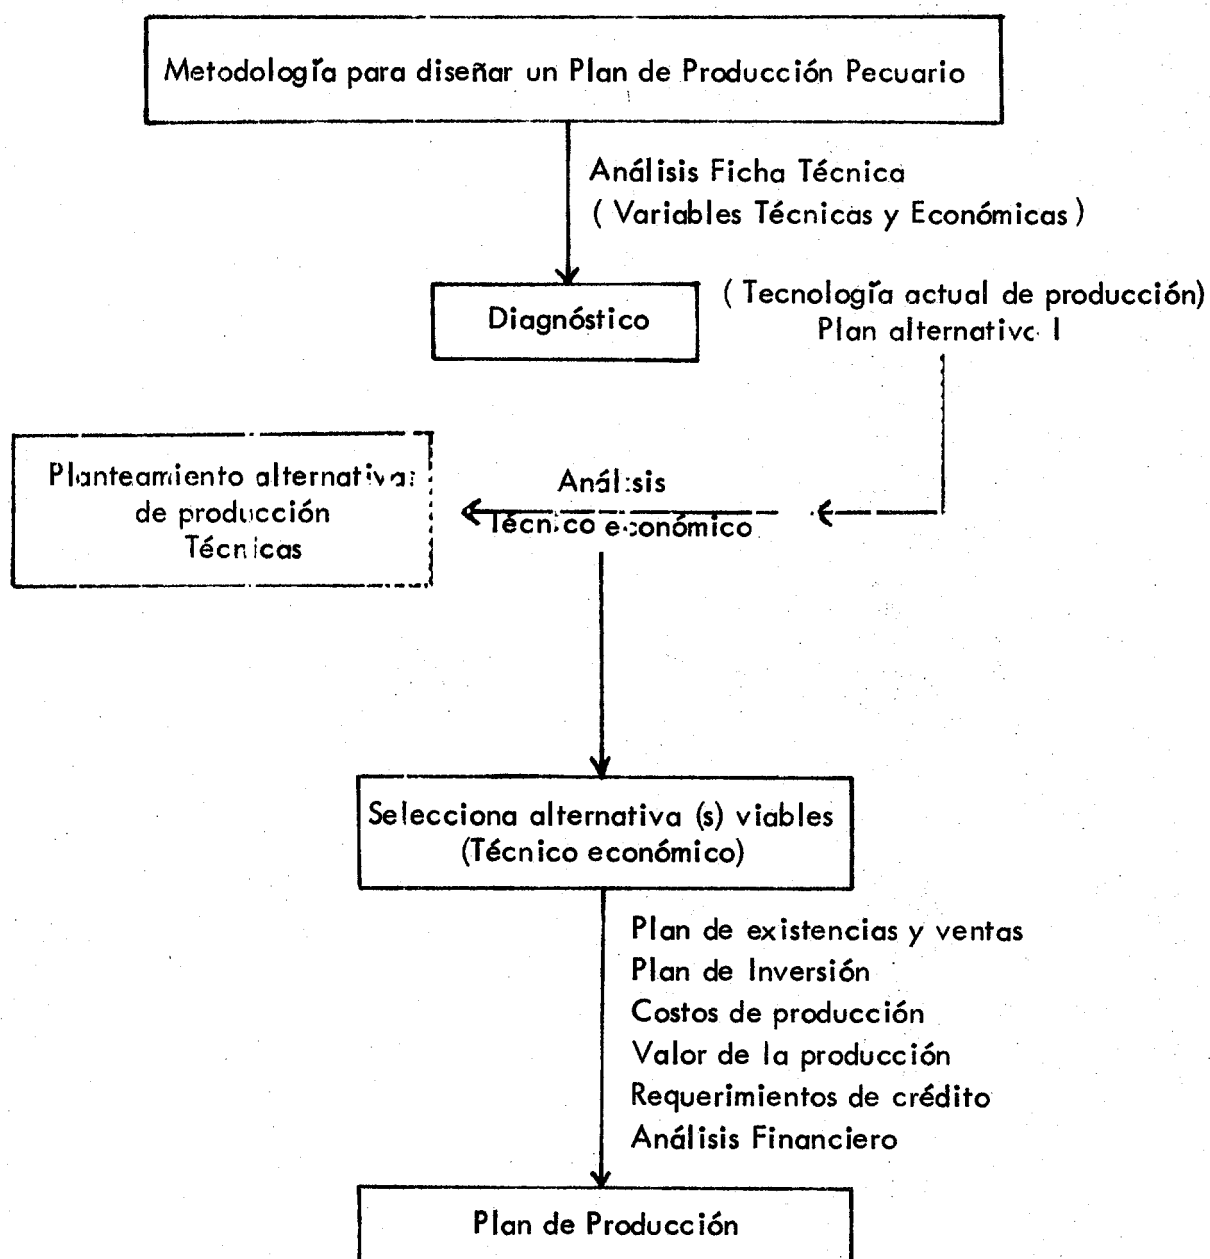 Metodología para diseñar un Plan de Producción Pecuario
Análisis Ficha Técnica
( Variables Técnicas y Económicas )
Diagnóstico
( Tecnología actual de producción)
Plan alternativo I
Planteamiento alternativas
de producción
Técnicas
Análisis
Técnico económico
Selecciona alternativa (s) viables
(Técnico económico)
Plan de existencias y ventas
Plan de Inversión
Costos de producción
Valor de la producción
Requerimientos de crédito
Análisis Financiero
Plan de Producción